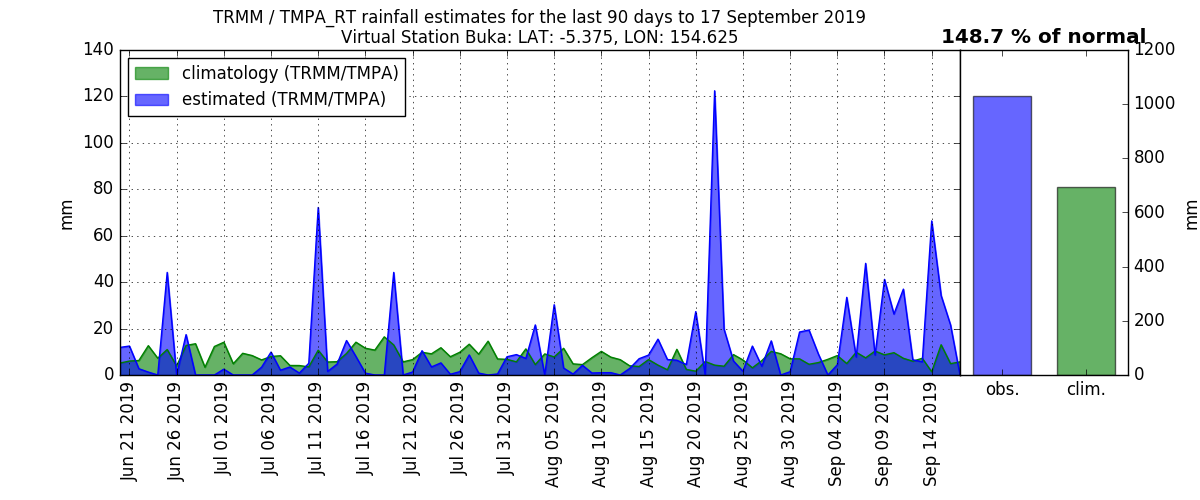 TRMM / TMPA_RT rainfall estimates for the last 90 days to 17 September 2019
Virtual Station Buka: LAT: -5.375, LON: 154.625
148.7 % of normal
climatology (TRMM/TMPA)
estimated (TRMM/TMPA)
mm
140
120
100
80
60
40
20
0
Jun 21 2019
Jun 26 2019
Jul 01 2019
Jul 06 2019
Jul 11 2019
Jul 16 2019
Jul 21 2019
Jul 26 2019
Jul 31 2019
Aug 05 2019
Aug 10 2019
Aug 15 2019
Aug 20 2019
Aug 25 2019
Aug 30 2019
Sep 04 2019
Sep 09 2019
Sep 14 2019
obs.
clim.
1200
1000
800
600
400
200
0
mm